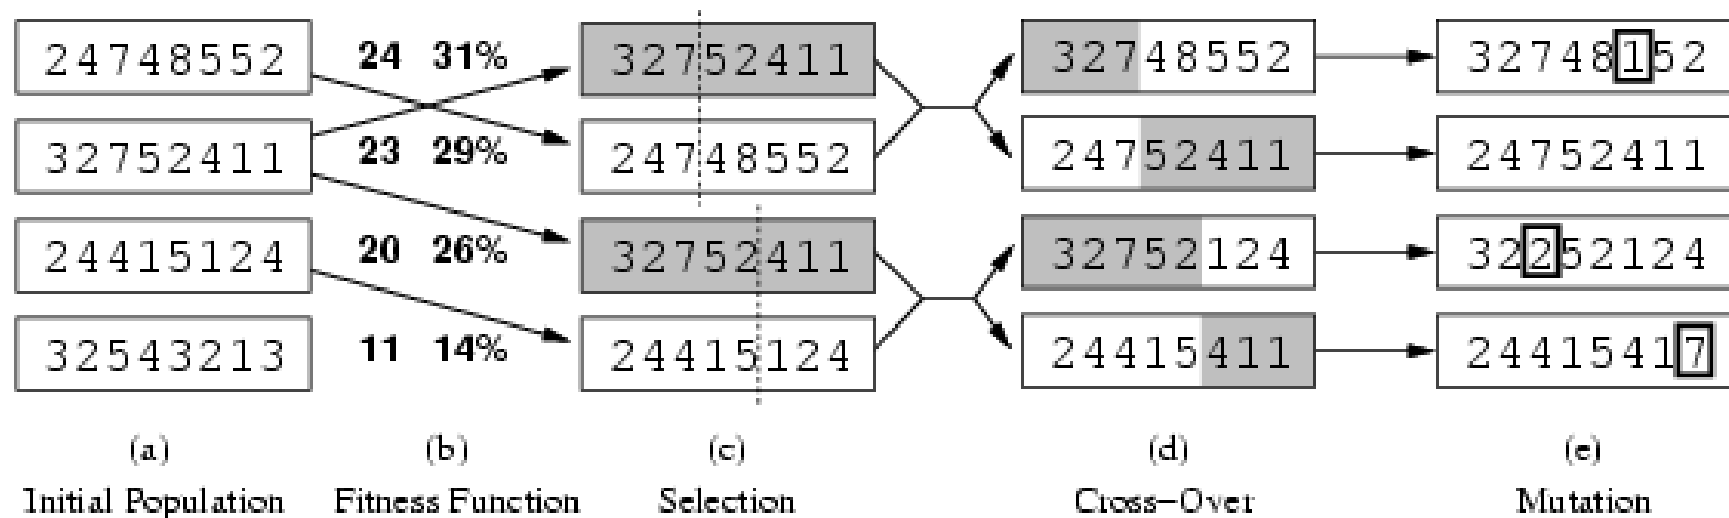 24748552 24 31% 32752411 32748552 32748152
32752411 23 29% 24748552 24752411 24752411
24415124 20 26% 32752411 32752124 32252124
32543213 11 14% 24415124 24415411 24415417
(a) (b) (c) (d) (e)
Initial Population Fitness Function Selection Cross-Over Mutation